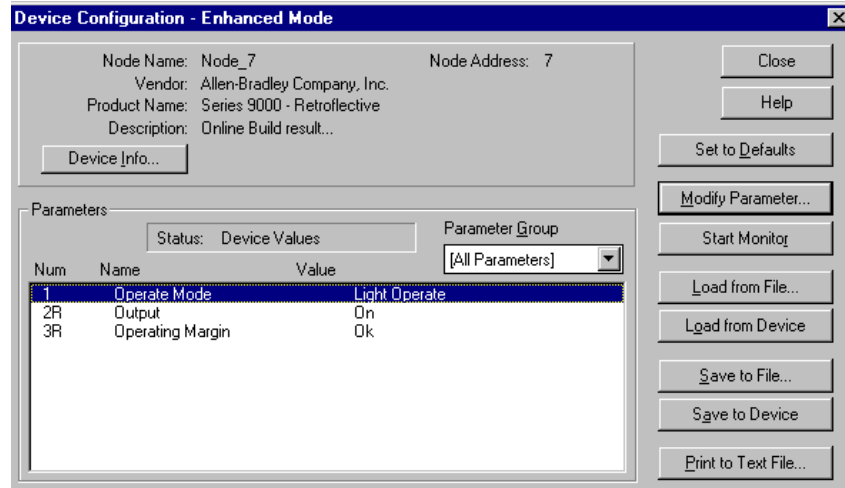 Device Configuration - Enhanced Mode
Node Name: Node_7 Node Address: 7
Vendor: Allen-Bradley Company, Inc.
Product Name: Series 9000 - Retroflective
Description: Online Build result...
Device Info...
Close
Help
Set to Defaults
Modify Parameter...
Start Monitor
Load from File...
Load from Device
Save to File...
Save to Device
Print to Text File...
Parameters
Status: Device Values
Parameter Group
[All Parameters]
Num Name Value
1 Operate Mode Light Operate
2R Output On
3R Operating Margin Ok